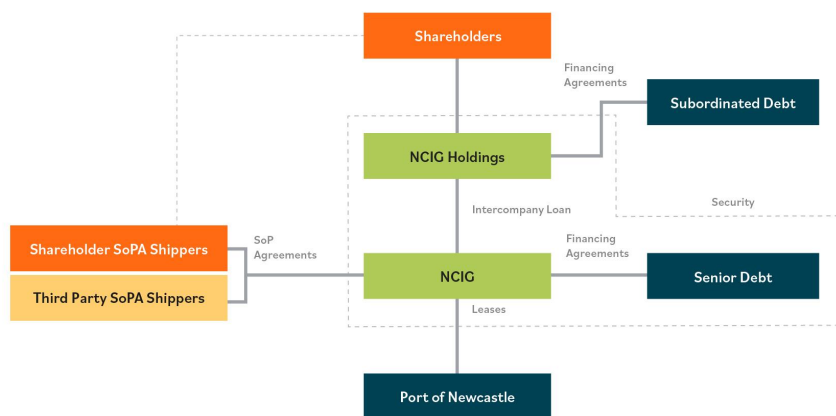 Shareholders
Financing
Agreements
Subordinated Debt
NCIG Holdings
Security
Intercompany Loan
Shareholder SoPA Shippers
SoP
Agreements
Financing
Agreements
Third Party SoPA Shippers
NCIG
Senior Debt
Leases
Port of Newcastle